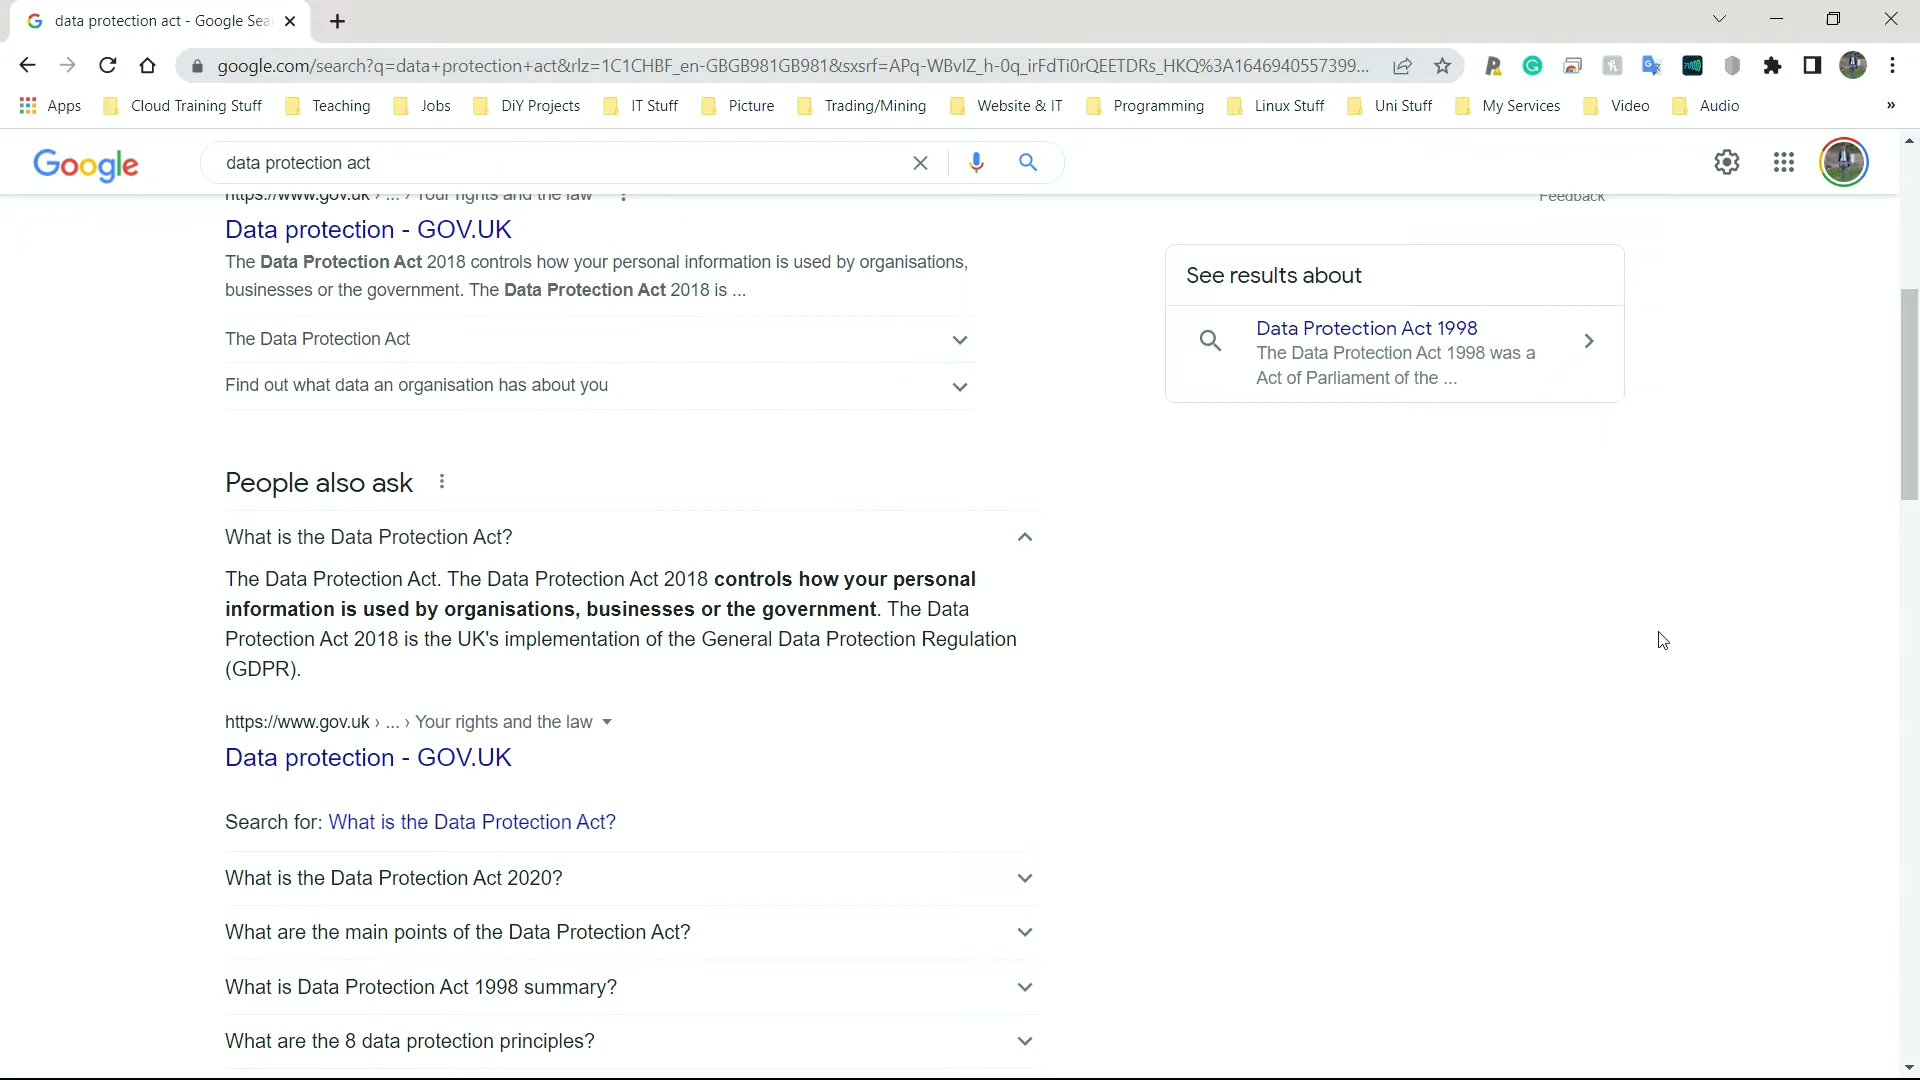 data protection act - Google Sea
google.com/search?q=data+protection+act&rlz=1C1CHBF_en-GBGB981GB981&sxsrf=APq-WBvIZ_h-0q_irFdTi0rQEETDRs_HKQ%3A1646940557399...
Apps Cloud Training Stuff Teaching Jobs DiY Projects IT Stuff Picture Trading/Mining Website & IT Programming Linux Stuff Uni Stuff My Services Video Audio »
Google data protection act
https://www.gov.uk › ... › Your rights and the law
Feedback
Data protection - GOV.UK
The Data Protection Act 2018 controls how your personal information is used by organisations,
businesses or the government. The Data Protection Act 2018 is ...
The Data Protection Act
Find out what data an organisation has about you
See results about
Data Protection Act 1998
The Data Protection Act 1998 was a
Act of Parliament of the ...
People also ask
What is the Data Protection Act?
The Data Protection Act. The Data Protection Act 2018 controls how your personal
information is used by organisations, businesses or the government. The Data
Protection Act 2018 is the UK's implementation of the General Data Protection Regulation
(GDPR).
https://www.gov.uk › ... › Your rights and the law
Data protection - GOV.UK
Search for: What is the Data Protection Act?
What is the Data Protection Act 2020?
What are the main points of the Data Protection Act?
What is Data Protection Act 1998 summary?
What are the 8 data protection principles?